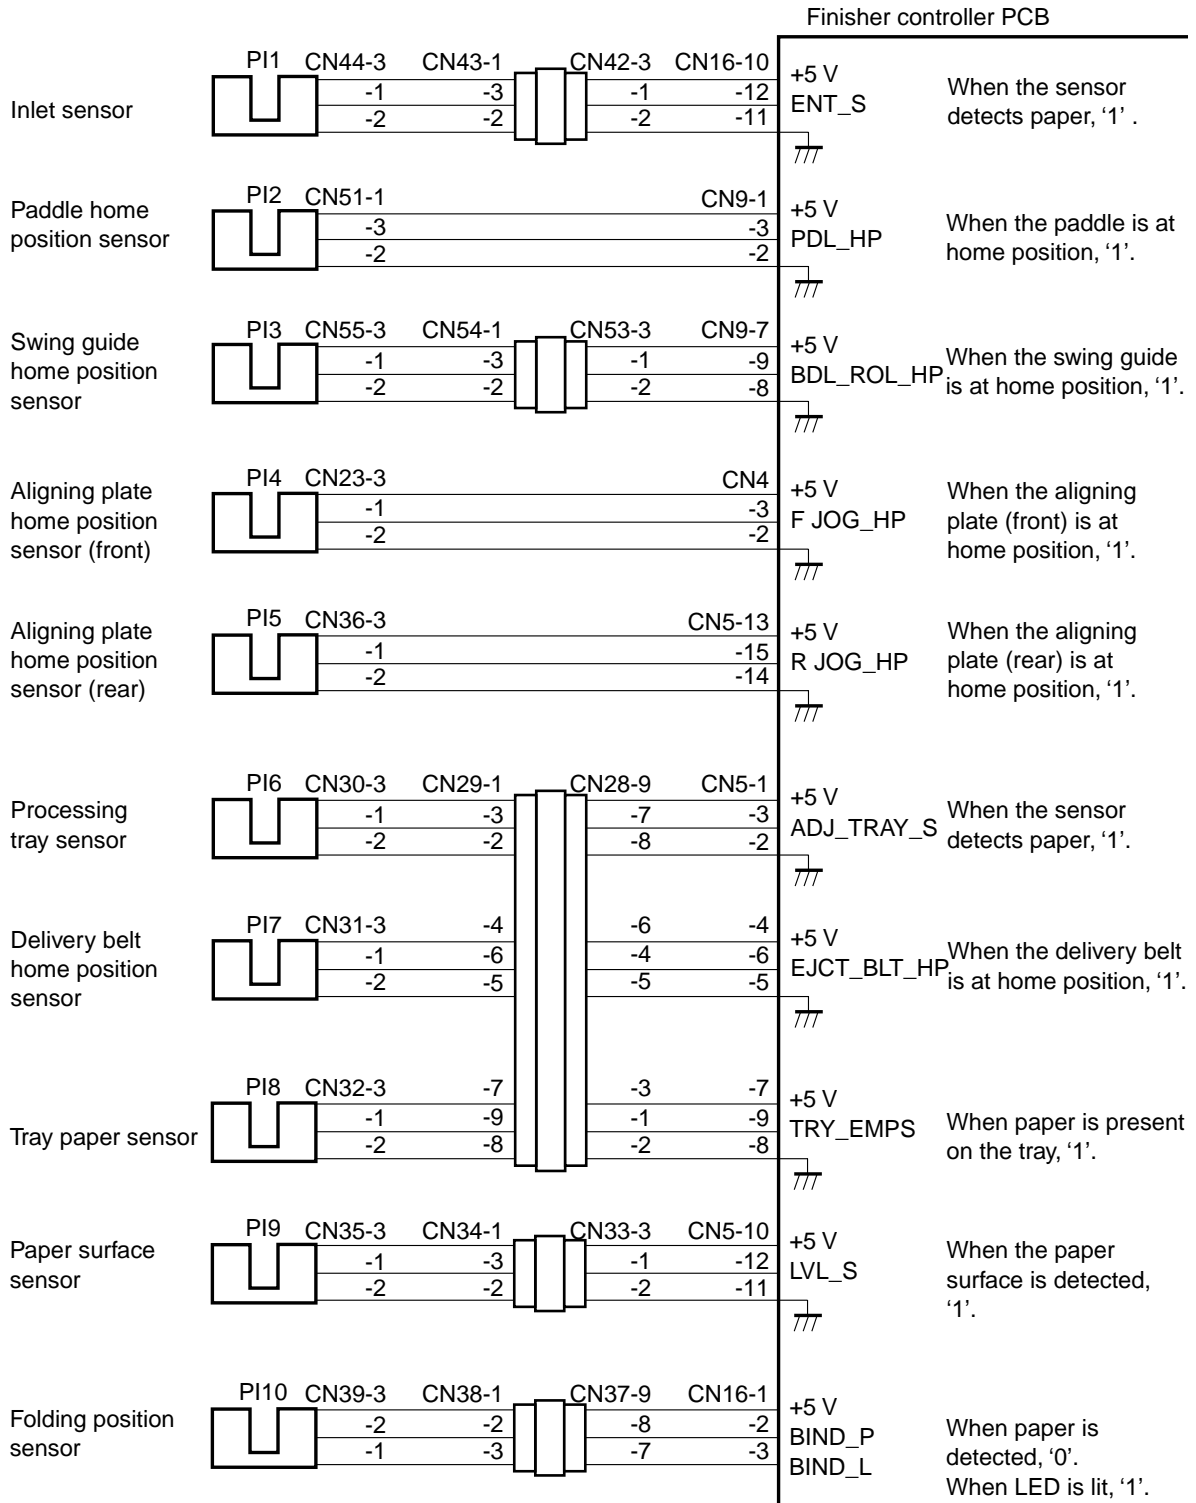 Finisher controller PCB
PI1 CN44-3 CN43-1 CN42-3 CN16-10
+5 V
-1 -3 -1 -12
ENT_S
-2 -2 -2 -11
Inlet sensor
When the sensor
detects paper, ‘1’ .
PI2 CN51-1 CN9-1
+5 V
-3 -3
PDL_HP
-2 -2
Paddle home
position sensor
When the paddle is at
home position, ‘1’.
PI3 CN55-3 CN54-1 CN53-3 CN9-7
+5 V
-1 -3 -1 -9
BDL_ROL_HP
-2 -2 -2 -8
Swing guide
home position
sensor
When the swing guide
is at home position, ‘1’.
PI4 CN23-3 CN4
+5 V
-1 -3
F JOG_HP
-2 -2
Aligning plate
home position
sensor (front)
When the aligning
plate (front) is at
home position, ‘1’.
PI5 CN36-3 CN5-13
+5 V
-1 -15
R JOG_HP
-2 -14
Aligning plate
home position
sensor (rear)
When the aligning
plate (rear) is at
home position, ‘1’.
PI6 CN30-3 CN29-1 CN28-9 CN5-1
+5 V
-1 -3 -7 -3
ADJ_TRAY_S
-2 -2 -8 -2
Processing
tray sensor
When the sensor
detects paper, ‘1’.
PI7 CN31-3 -4 -6 -4
+5 V
-1 -6 -4 -6
EJCT_BLT_HP
-2 -5 -5 -5
Delivery belt
home position
sensor
When the delivery belt
is at home position, ‘1’.
PI8 CN32-3 -7 -3 -7
+5 V
-1 -9 -1 -9
TRY_EMPS
-2 -8 -2 -8
Tray paper sensor
When paper is present
on the tray, ‘1’.
PI9 CN35-3 CN34-1 CN33-3 CN5-10
+5 V
-1 -3 -1 -12
LVL_S
-2 -2 -2 -11
Paper surface
sensor
When the paper
surface is detected,
‘1’.
PI10 CN39-3 CN38-1 CN37-9 CN16-1
+5 V
-2 -2 -8 -2
BIND_P
-1 -3 -7 -3
BIND_L
Folding position
sensor
When paper is
detected, ‘0’.
When LED is lit, ‘1’.